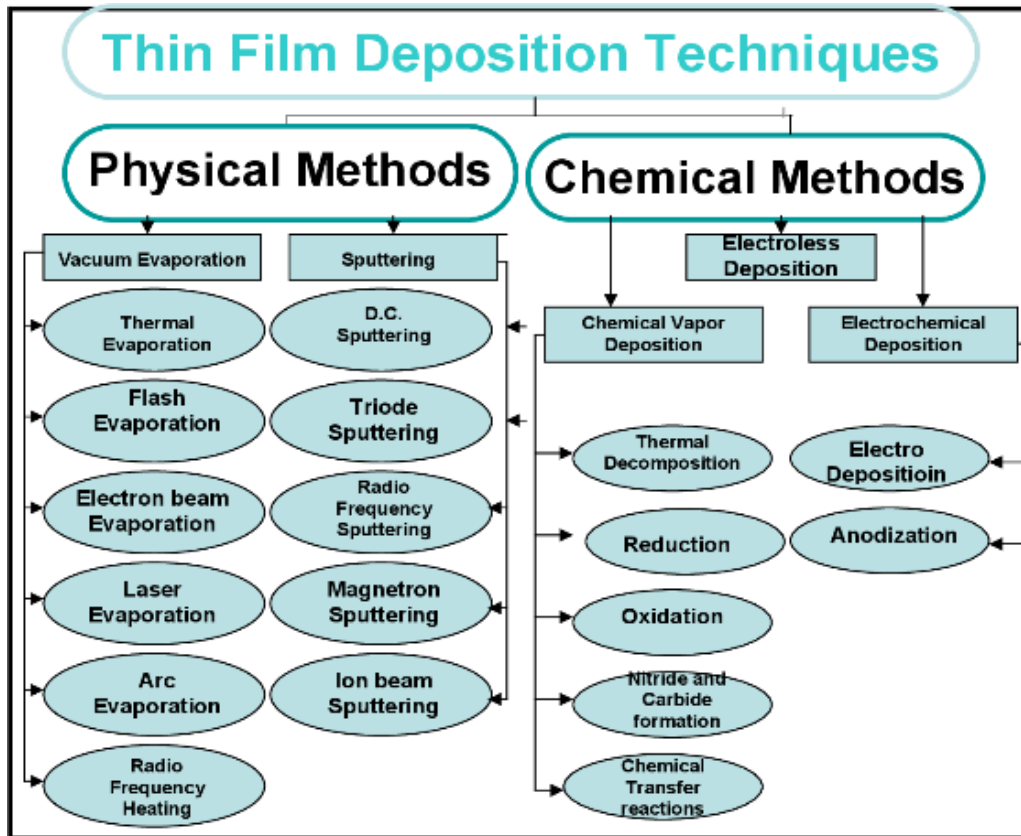 Thin Film Deposition Techniques
Physical Methods
Chemical Methods
Vacuum Evaporation
Sputtering
Electroless
Deposition
Chemical Vapor
Deposition
Electrochemical
Deposition
Thermal
Evaporation
Flash
Evaporation
Electron beam
Evaporation
Laser
Evaporation
Arc
Evaporation
Radio
Frequency
Heating
D.C.
Sputtering
Triode
Sputtering
Radio
Frequency
Sputtering
Magnetron
Sputtering
Ion beam
Sputtering
Thermal
Decomposition
Reduction
Oxidation
Nitride and
Carbide
formation
Chemical
Transfer
reactions
Electro
Depositioin
Anodization